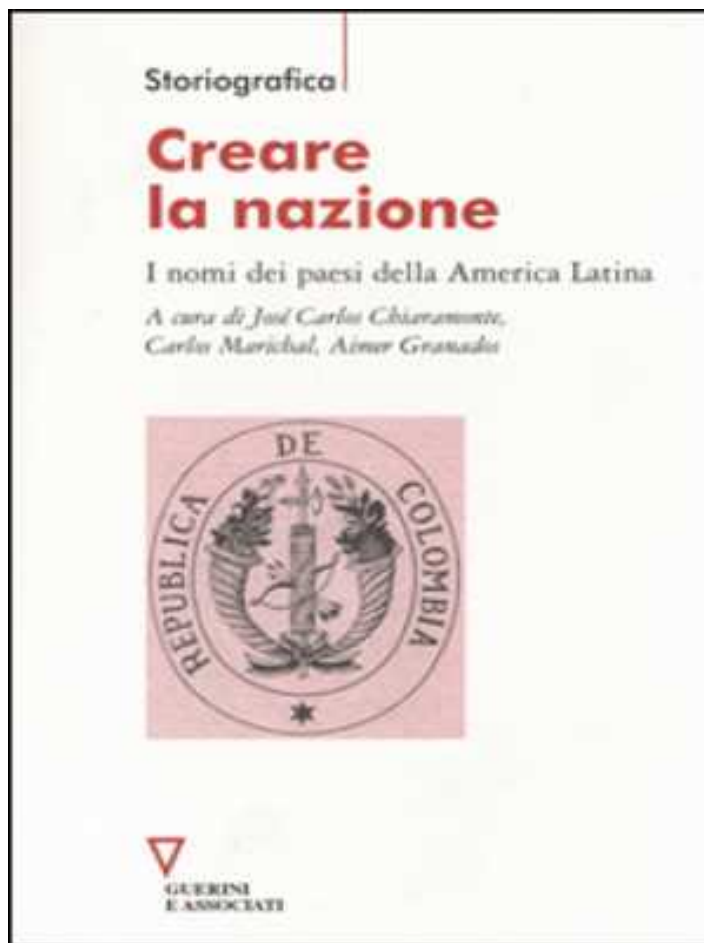 Storiografica
Creare
la nazione
I nomi dei paesi della America Latina
A cura di José Carlos Chiaramonte,
Carlos Marichal, Aimer Granados
REPUBLICA DE COLOMBIA
GUERINI
E ASSOCIATI